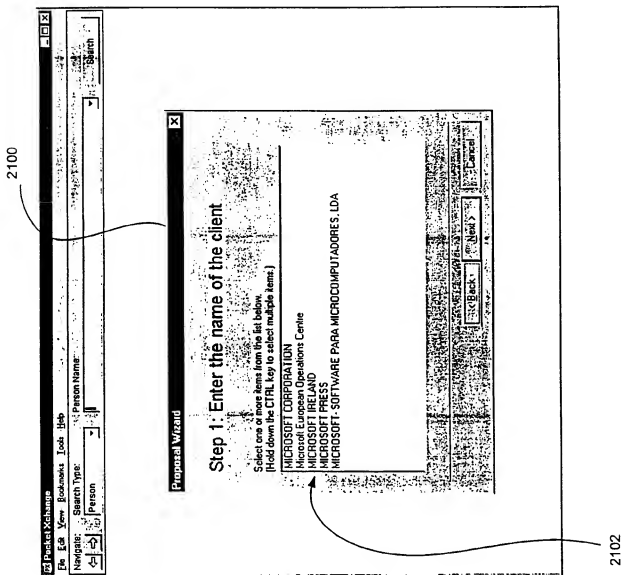 2100
Packet Xchange
File Edit View Bookmarks Tools Help
Navigate: Search Type: Person Name:
Person
Search
Proposal Wizard
Step 1: Enter the name of the client
Select one or more items from the list below.
(Hold down the CTRL key to select multiple items.)
MICROSOFT CORPORATION
Microsoft European Operations Centre
MICROSOFT IRELAND
MICROSOFT PRESS
MICROSOFT- SOFTWARE PARA MICROCOMPUTADORES, LDA
< Back Next > Cancel
2102